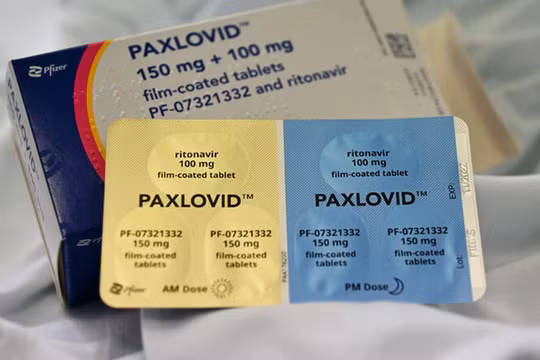 Pfizer
PAXLOVID™
150 mg + 100 mg
film-coated tablets
PF-07321332 and ritonavir
PAXLOVID™
ritonavir
100 mg
film-coated tablet
PAXLOVID™
PF-07321332
150 mg
film-coated
tablets
PF-07321332
150 mg
film-coated
tablets
Pfizer
AM Dose
ritonavir
100 mg
film-coated tablet
PAXLOVID™
PF-07321332
150 mg
film-coated
tablets
PF-07321332
150 mg
film-coated
tablets
PM Dose
EXP:
Lot: